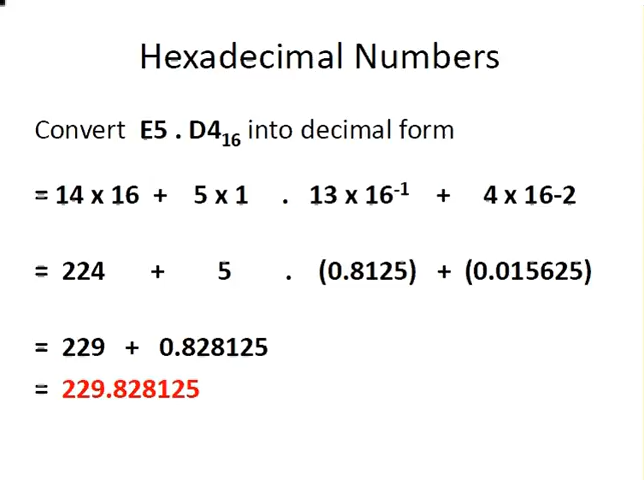 Hexadecimal Numbers
Convert E5 . D4₁₆ into decimal form
= 14 x 16 + 5 x 1 . 13 x 16⁻¹ + 4 x 16-2
= 224 + 5 . (0.8125) + (0.015625)
= 229 + 0.828125
= 229.828125